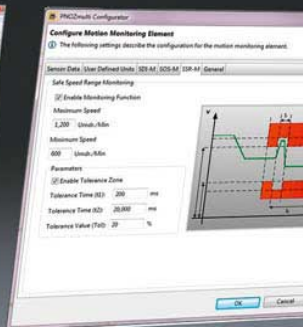 PNOZmulti Configurator
Configure Motion Monitoring Element
The following settings describe the configuration for the motion monitoring element.
Sensor Data User Defined Units SDI-M SOS-M SSR-M General
Safe Speed Range Monitoring
Enable Monitoring Function
Maximum Speed
1,200 Umdr./Min
Minimum Speed
600 Umdr./Min
Parameters
Enable Tolerance Zone
Tolerance Time (t1): 200 ms
Tolerance Time (t2): 20,000 ms
Tolerance Value (Tol): 20 %
OK Cancel